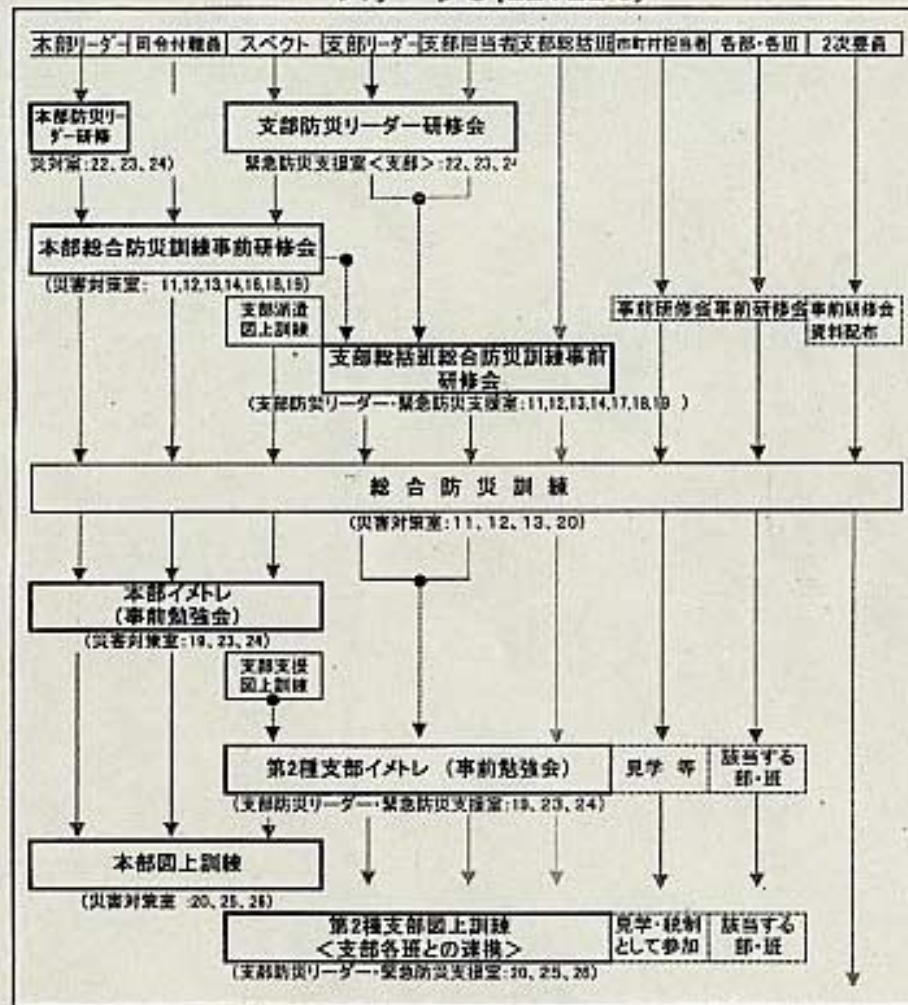 本部リーダー 司令付職員 スペクト 支部リーダー 支部担当者 支部総括班 市町村担当者 各部・各班 2次要員
本部防災リー
ダー研修
支部防災リーダー研修会
災対室:22、23、24)
緊急防災支援室<支部>:22、23、24
本部総合防災訓練事前研修会
(災害対策室: 11,12,13,14,16,18,19)
支部派遣
図上訓練
事前研修会
事前研修会
事前研修会
資料配布
支部総括班総合防災訓練事前
研修会
(支部防災リーダー・緊急防災支援室:11,12,13,14,17,18,19 )
総合防災訓練
(災害対策室:11、12、13、20)
本部イメトレ
(事前勉強会)
(災害対策室:19、23、24)
支部支援
図上訓練
第2種支部イメトレ (事前勉強会)
見学 等
該当する
部・班
(支部防災リーダー・緊急防災支援室:19、23、24)
本部図上訓練
(災害対策室 :20、25、26)
第2種支部図上訓練
<支部各班との連携>
見学・統制
として参加
該当する
部・班
(支部防災リーダー・緊急防災支援室:20、25、26)